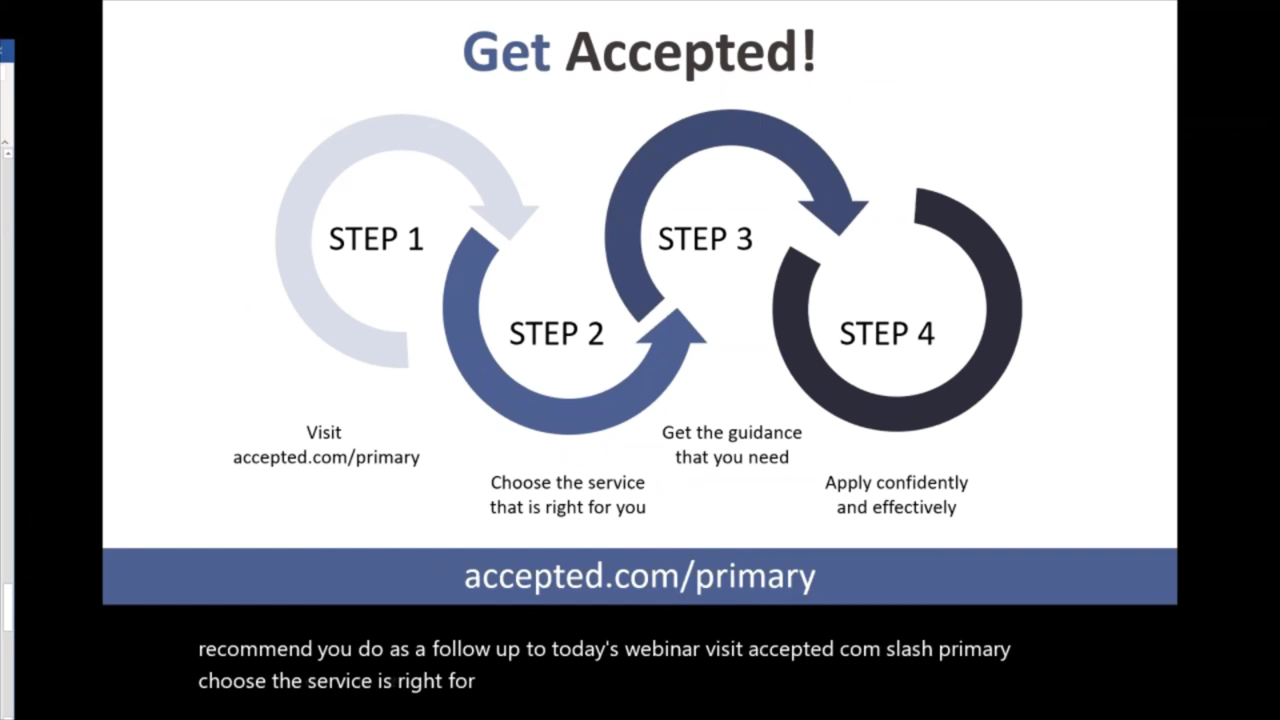 Get Accepted!
STEP 1
STEP 3
STEP 2
STEP 4
Visit
accepted.com/primary
Get the guidance
that you need
Choose the service
that is right for you
Apply confidently
and effectively
accepted.com/primary
recommend you do as a follow up to today's webinar visit accepted com slash primary
choose the service is right for